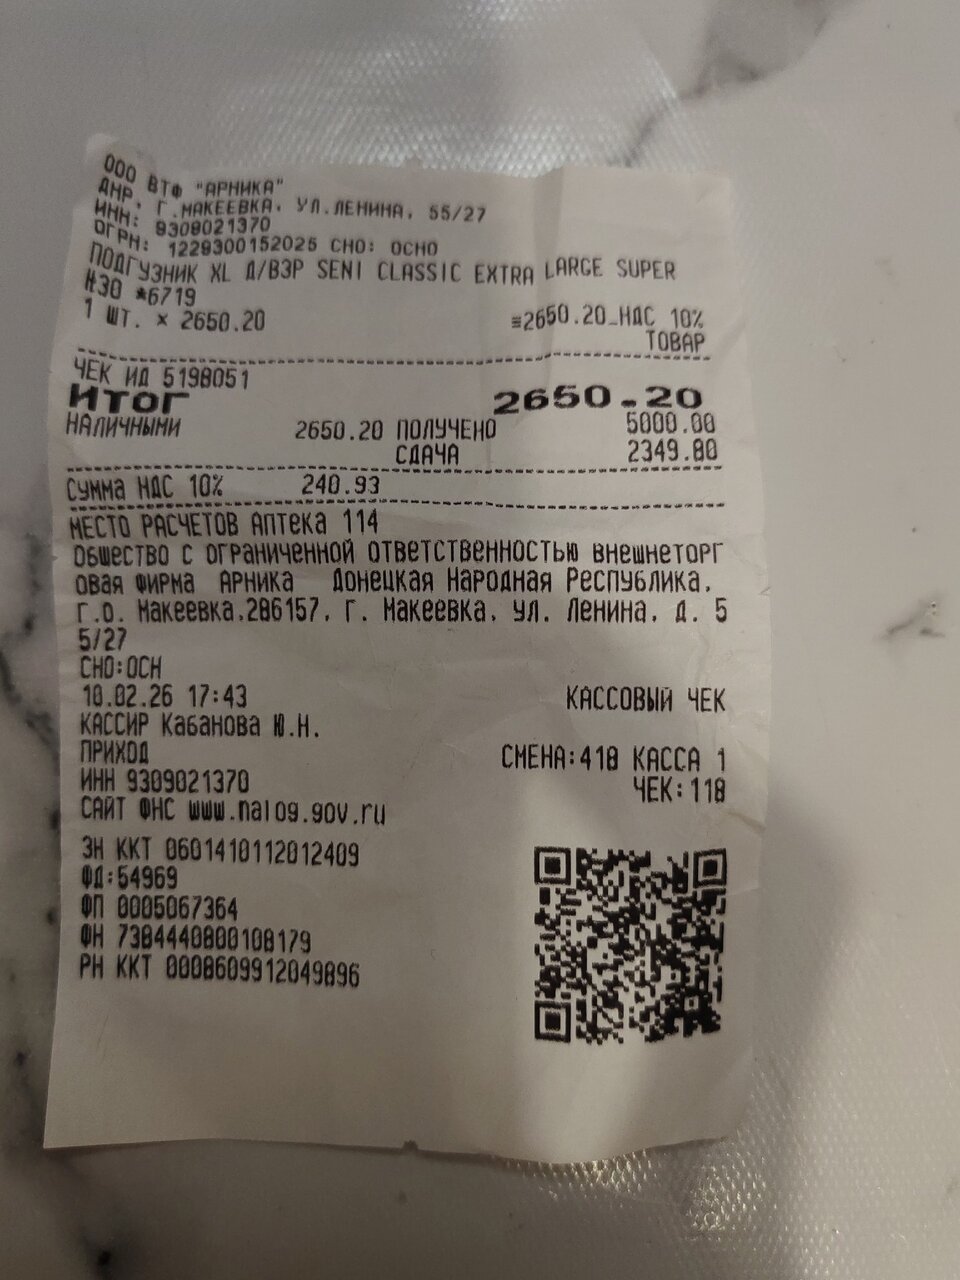 ООО ВТФ "АРНИКА"
ДНР, Г.МАКЕЕВКА, УЛ.ЛЕНИНА, 55/27
ИНН: 9309021370
ОГРН: 1229300152025 СНО: ОСНО
ПОДГУЗНИК XL Д/ВЗР SENI CLASSIC EXTRA LARGE SUPER
#30 *6719
1 ШТ. × 2650.20 ≡2650.20_НДС 10%
ТОВАР
ЧЕК ИД 5198051
ИТОГ 2650.20
НАЛИЧНЫМИ 2650.20 ПОЛУЧЕНО 5000.00
СДАЧА 2349.80
Сумма НДС 10% 240.93
МЕСТО РАСЧЕТОВ Аптека 114
Общество с ограниченной ответственностью внешнеторг
овая фирма АРНИКА Донецкая Народная Республика,
г.о. Макеевка,286157, г. Макеевка, ул. Ленина, д. 5
5/27
СНО:ОСН
10.02.26 17:43 КАССОВЫЙ ЧЕК
КАССИР Кабанова Ю.Н.
ПРИХОД СМЕНА:418 КАССА 1
ИНН 9309021370 ЧЕК:118
САЙТ ФНС www.nalog.gov.ru
ЗН ККТ 06014101120​12409
ФД:54969
ФП 0005067364
ФН 7384440800108179
РН ККТ 0008609912049896